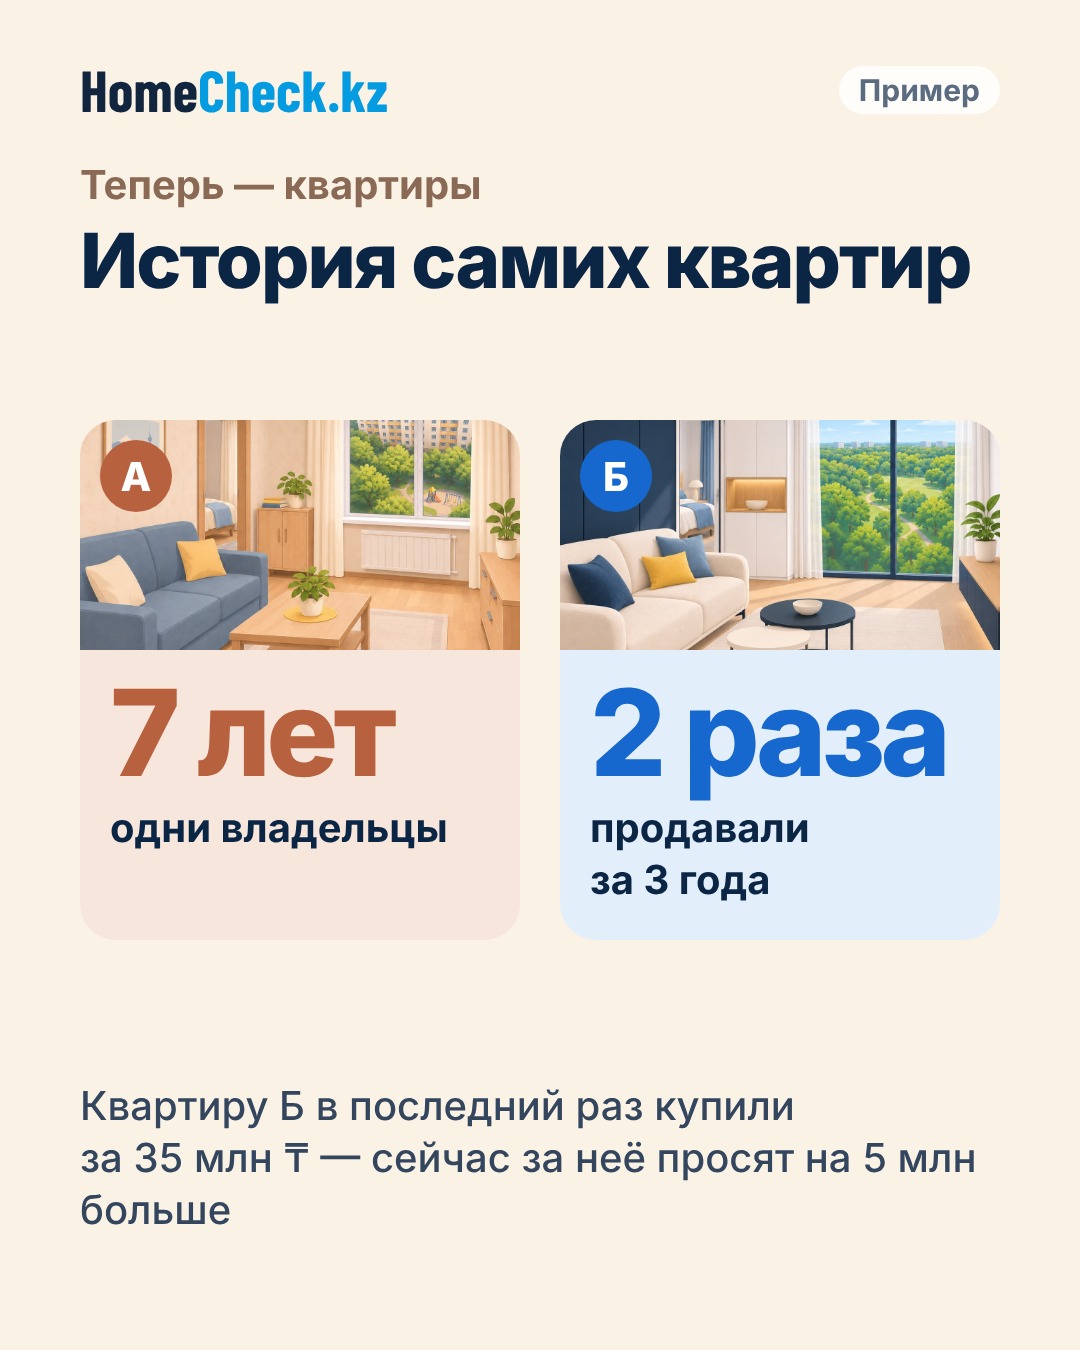 HomeCheck.kz
Пример
Теперь — квартиры
История самих квартир
А
Б
7 лет
одни владельцы
2 раза
продавали
за 3 года
Квартиру Б в последний раз купили
за 35 млн ₸ — сейчас за неё просят на 5 млн
больше